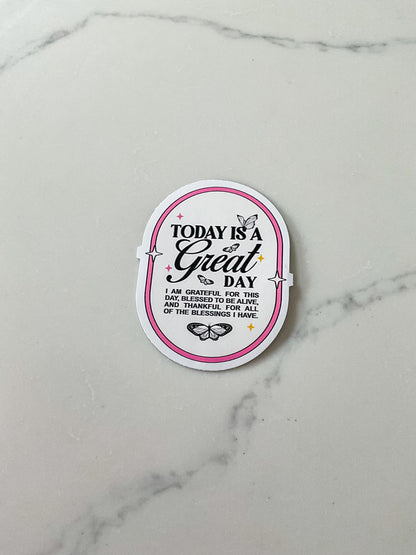 TODAY IS A
Great
DAY
I AM GRATEFUL FOR THIS
DAY, BLESSED TO BE ALIVE,
AND THANKFUL FOR ALL
OF THE BLESSINGS I HAVE.